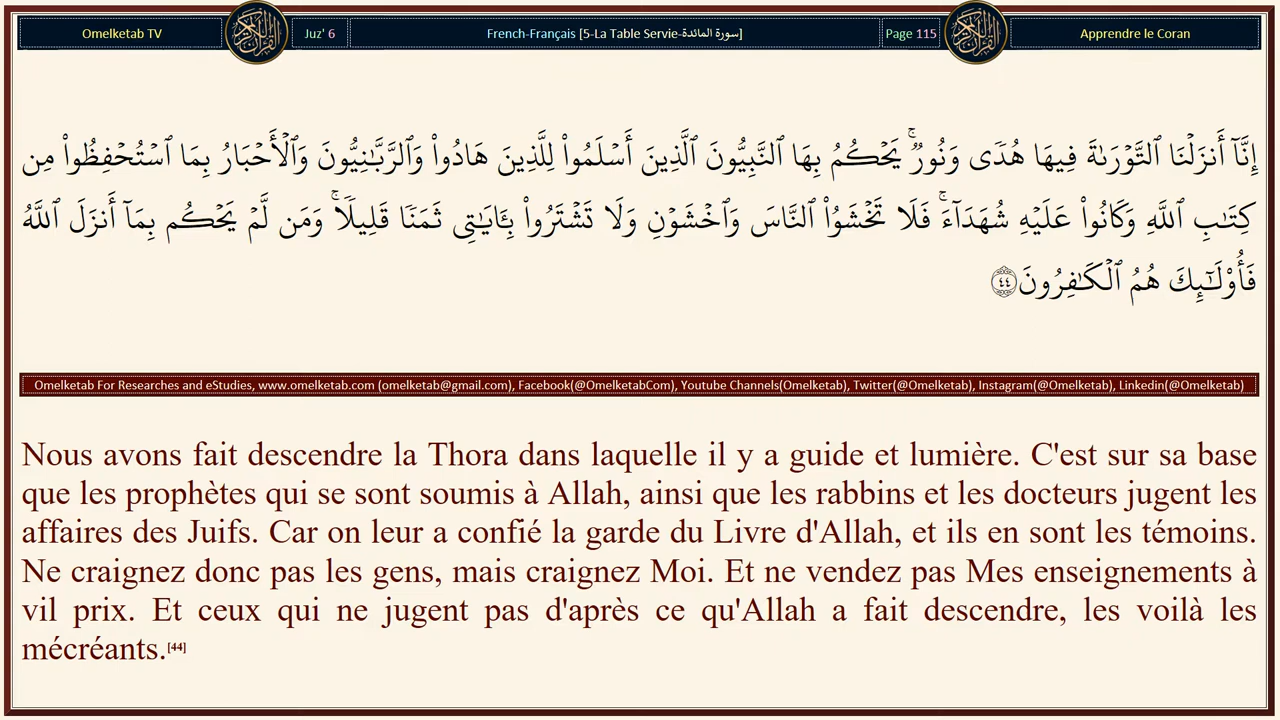 Omelketab TV
Juz' 6
French-Français [5-La Table Servie-سورة المائدة]
Page 115
Apprendre le Coran
إِنَّآ أَنزَلْنَا ٱلتَّوْرَىٰةَ فِيهَا هُدًى وَنُورٌ ۚ يَحْكُمُ بِهَا ٱلنَّبِيُّونَ ٱلَّذِينَ أَسْلَمُوا۟ لِلَّذِينَ هَادُوا۟ وَٱلرَّبَّـٰنِيُّونَ وَٱلْأَحْبَارُ بِمَا ٱسْتُحْفِظُوا۟ مِن
كِتَـٰبِ ٱللَّهِ وَكَانُوا۟ عَلَيْهِ شُهَدَآءَ ۚ فَلَا تَخْشَوُا۟ ٱلنَّاسَ وَٱخْشَوْنِ وَلَا تَشْتَرُوا۟ بِـَٔايَـٰتِى ثَمَنًا قَلِيلًا ۚ وَمَن لَّمْ يَحْكُم بِمَآ أَنزَلَ ٱللَّهُ
فَأُو۟لَـٰٓئِكَ هُمُ ٱلْكَـٰفِرُونَ ٤٤
Omelketab For Researches and eStudies, www.omelketab.com (omelketab@gmail.com), Facebook(@OmelketabCom), Youtube Channels(Omelketab), Twitter(@Omelketab), Instagram(@Omelketab), Linkedin(@Omelketab)
Nous avons fait descendre la Thora dans laquelle il y a guide et lumière. C'est sur sa base
que les prophètes qui se sont soumis à Allah, ainsi que les rabbins et les docteurs jugent les
affaires des Juifs. Car on leur a confié la garde du Livre d'Allah, et ils en sont les témoins.
Ne craignez donc pas les gens, mais craignez Moi. Et ne vendez pas Mes enseignements à
vil prix. Et ceux qui ne jugent pas d'après ce qu'Allah a fait descendre, les voilà les
mécréants.[44]